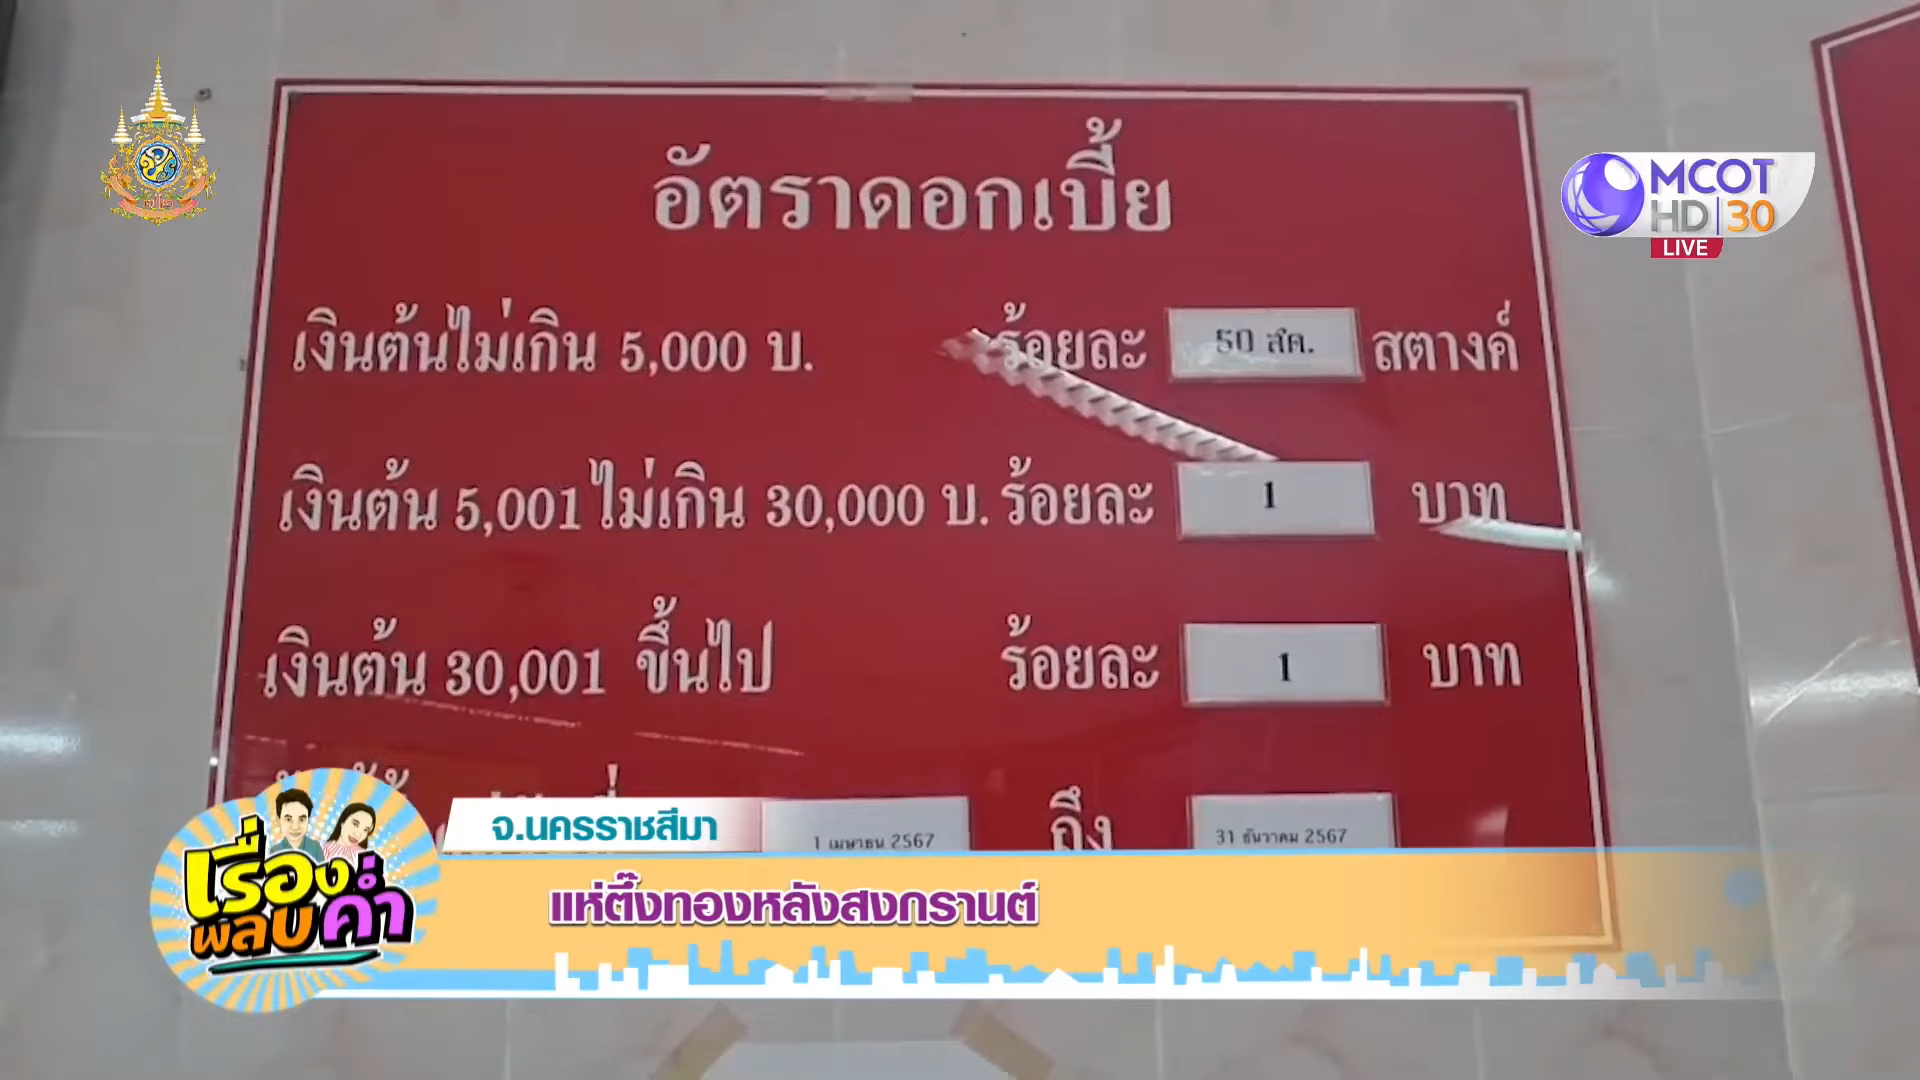 อัตราดอกเบี้ย
MCOT
HD 30
LIVE
เงินต้นไม่เกิน 5,000 บ. ร้อยละ 50 สต. สตางค์
เงินต้น 5,001 ไม่เกิน 30,000 บ. ร้อยละ 1 บาท
เงินต้น 30,001 ขึ้นไป ร้อยละ 1 บาท
1 เมษายน 2567 ถึง 31 ธันวาคม 2567
จ.นครราชสีมา
เรื่อง
พลบค่ำ
แห่ตึ๊งทองหลังสงกรานต์